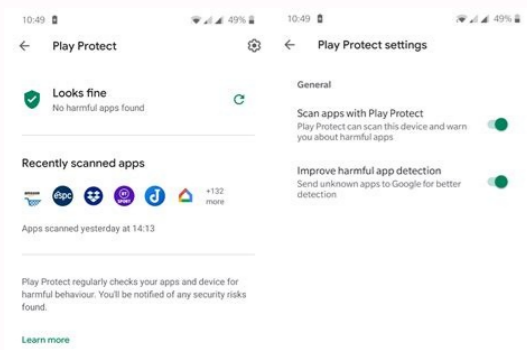 10:49
49%
Play Protect
Looks fine
No harmful apps found
Recently scanned apps
amazon
espc
BT
SPORT
+132
more
Apps scanned yesterday at 14:13
Play Protect regularly checks your apps and device for
harmful behaviour. You'll be notified of any security risks
found.
Learn more
10:49
49%
Play Protect settings
General
Scan apps with Play Protect
Play Protect can scan this device and warn
you about harmful apps
Improve harmful app detection
Send unknown apps to Google for better
detection